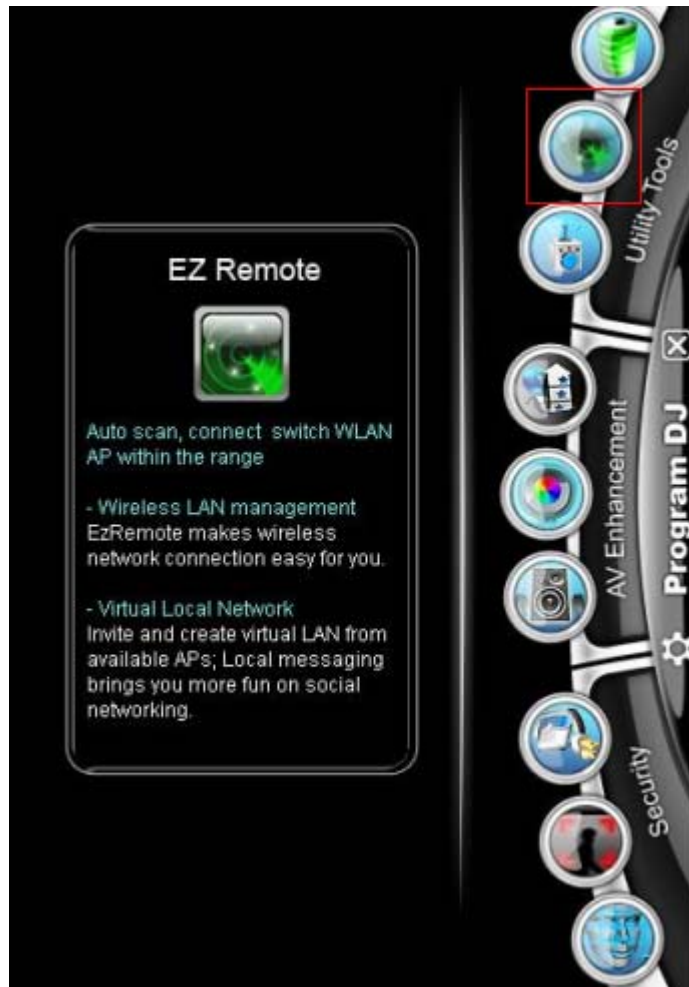 EZ Remote
Auto scan, connect switch WLAN
AP within the range
- Wireless LAN management
EzRemote makes wireless
network connection easy for you.
- Virtual Local Network
Invite and create virtual LAN from
available APs; Local messaging
brings you more fun on social
networking.
Utility Tools
AV Enhancement
Security
Program DJ